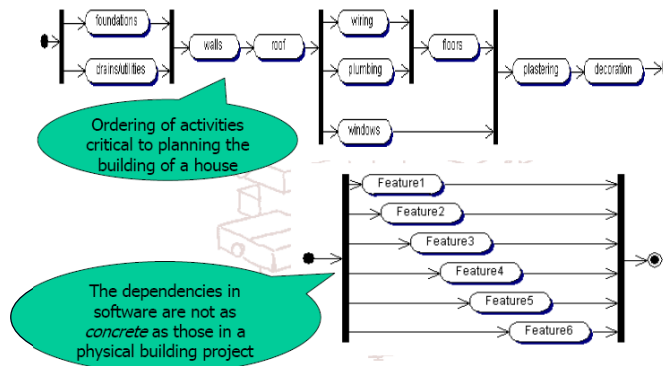 foundations
wiring
walls
roof
floors
drains/utilities
plumbing
plastering
decoration
windows
Ordering of activities
critical to planning the
building of a house
Feature1
Feature2
Feature3
Feature4
Feature5
Feature6
The dependencies in
software are not as
concrete as those in a
physical building project